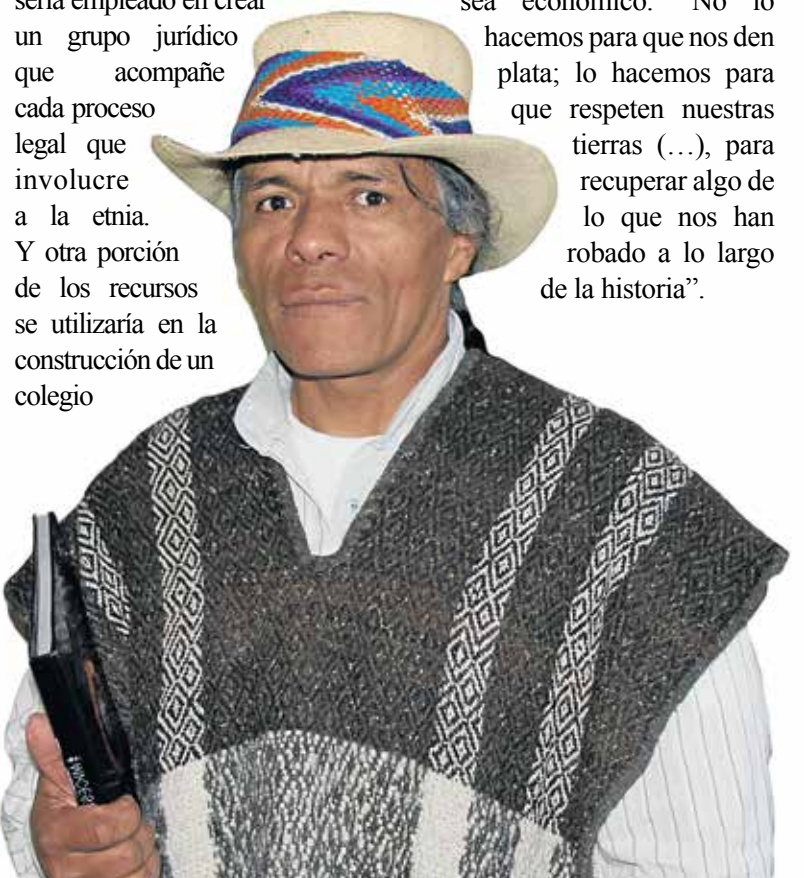 sería empleado en crear
un grupo jurídico
que acompañe
cada proceso
legal que
involucre
a la etnia.
Y otra porción
de los recursos
se utilizaría en la
construcción de un
colegio
sea económico. “No lo
hacemos para que nos den
plata; lo hacemos para
que respeten nuestras
tierras (…), para
recuperar algo de
lo que nos han
robado a lo largo
de la historia”.